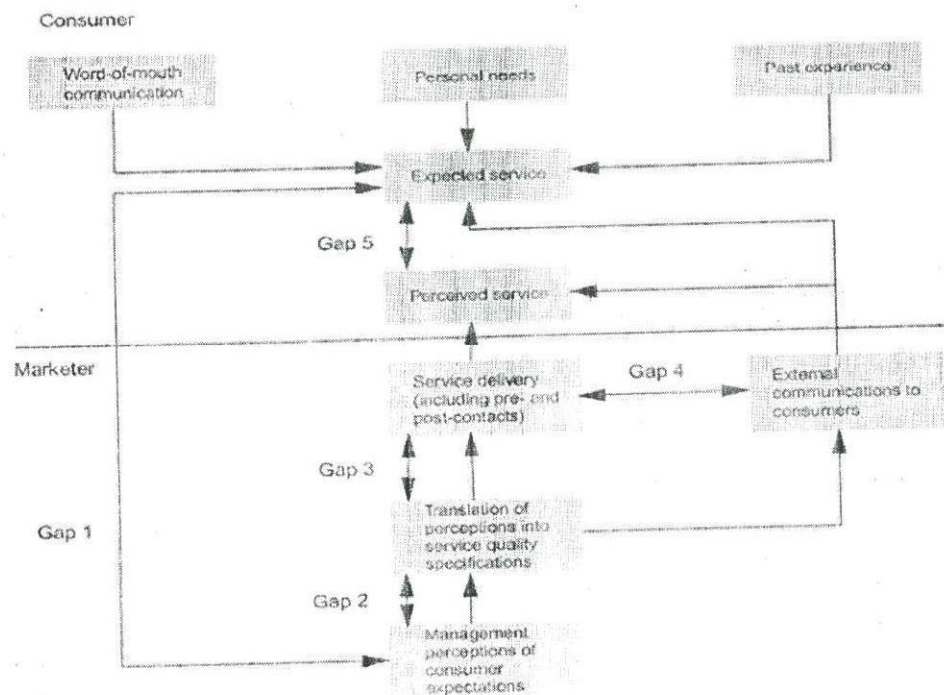 Consumer
Word-of-mouth
communication
Personal needs
Past experience
Expected service
Gap 5
Perceived service
Marketer
Service delivery
(including pre- and
post-contacts)
Gap 4
External
communications to
consumers
Gap 3
Gap 1
Translation of
perceptions into
service quality
specifications
Gap 2
Management
perceptions of
consumer
expectations